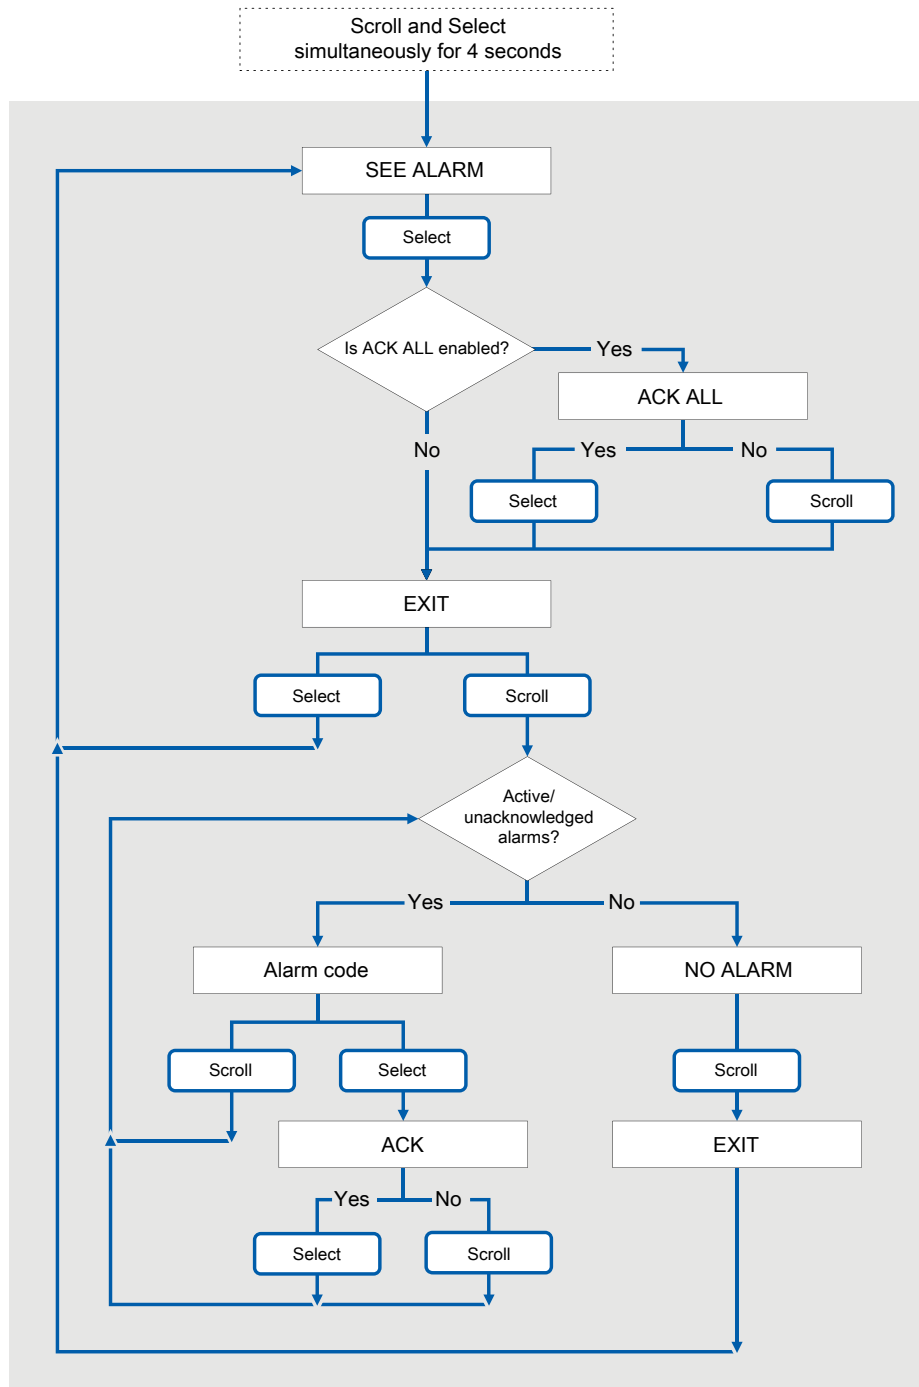 Scroll and Select
simultaneously for 4 seconds
SEE ALARM
Select
Is ACK ALL enabled?
Yes
ACK ALL
No
Yes
No
Select
Scroll
EXIT
Select
Scroll
Active/
unacknowledged
alarms?
Yes
No
Alarm code
NO ALARM
Scroll
Select
Scroll
ACK
EXIT
Yes
No
Select
Scroll